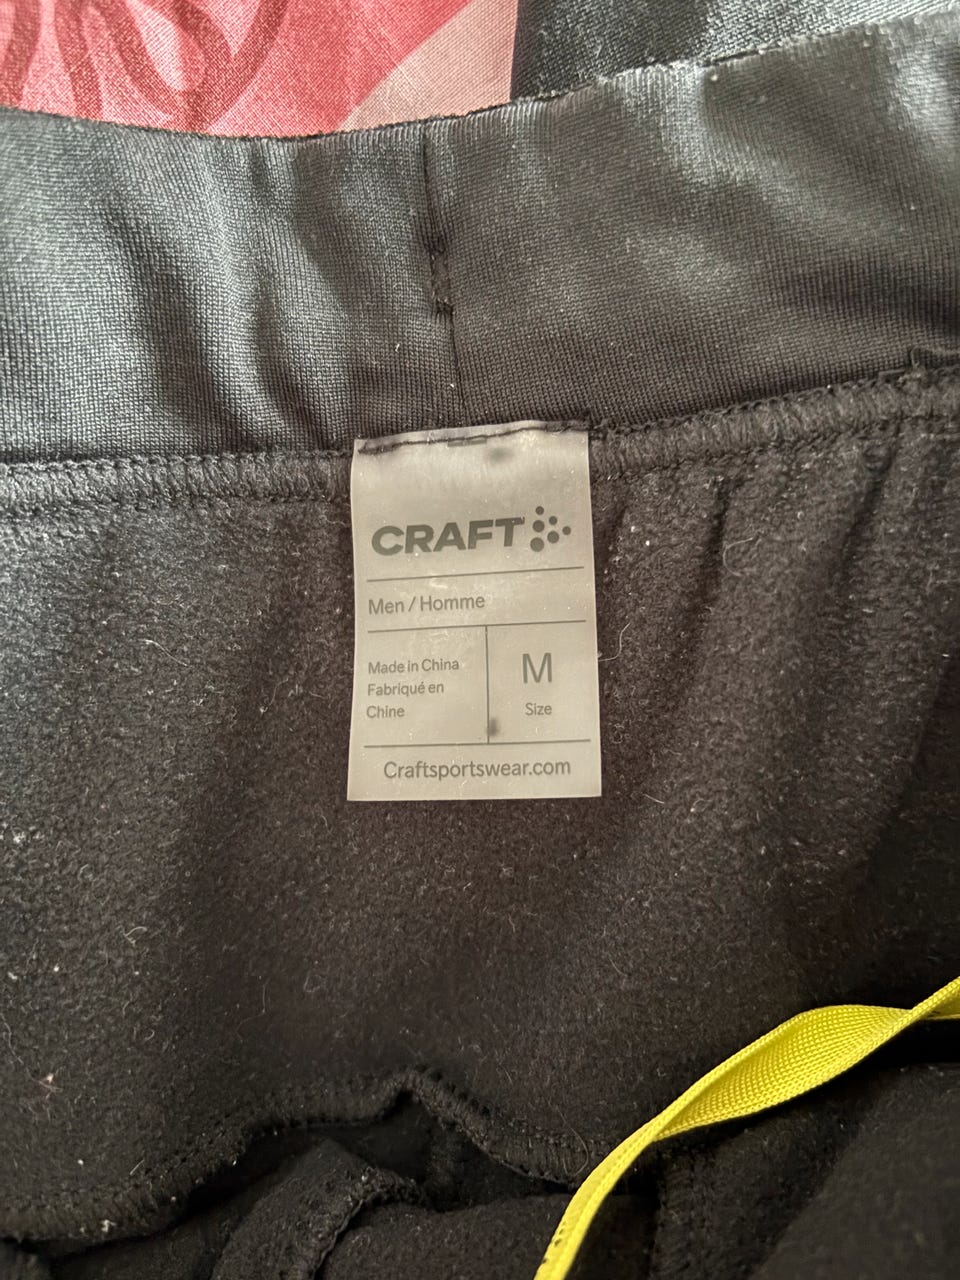 CRAFT
Men / Homme
Made in China
Fabriqué en
Chine
M
Size
Craftsportswear.com